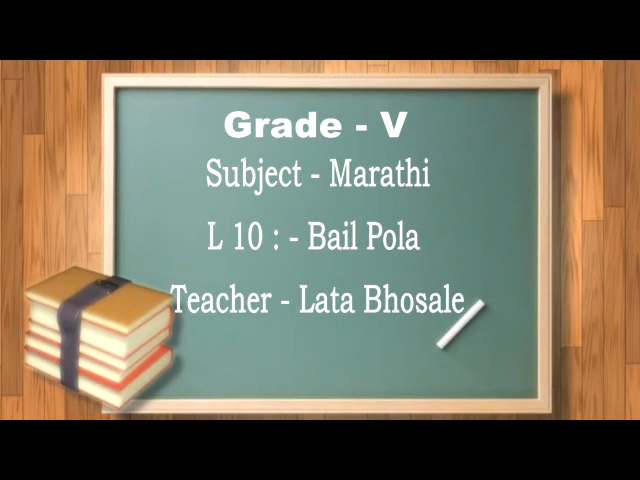 Grade - V
Subject - Marathi
L 10 : - Bail Pola
Teacher - Lata Bhosale